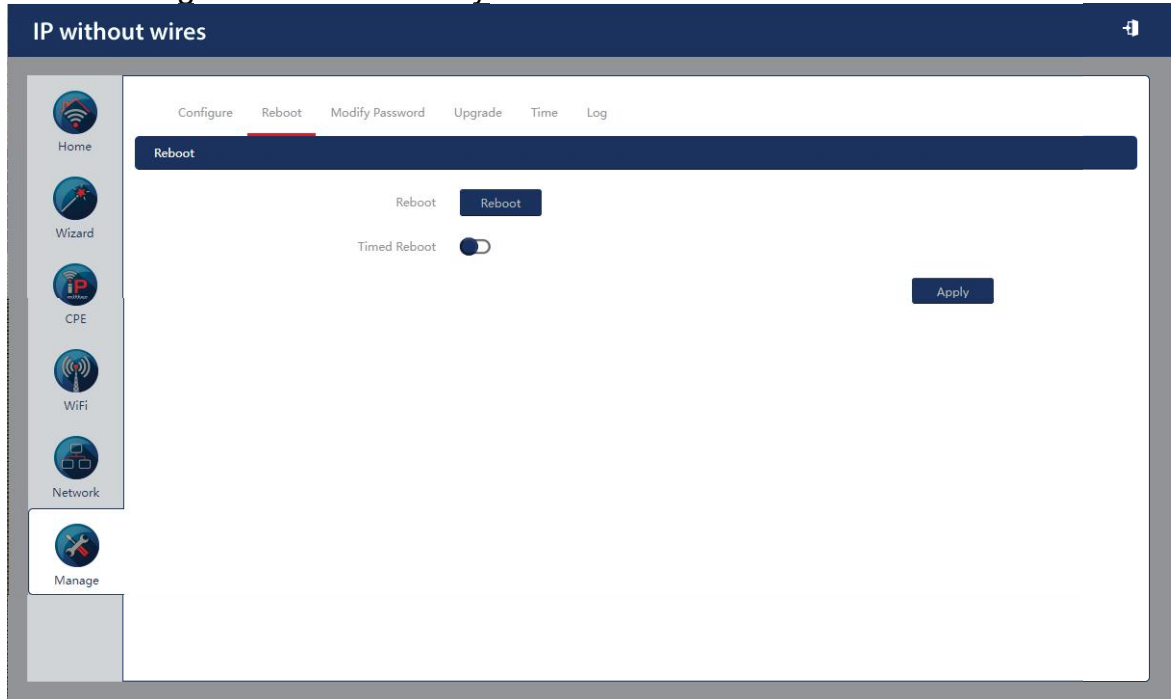 IP without wires
Configure Reboot Modify Password Upgrade Time Log
Home
Reboot
Reboot Reboot
Wizard
Timed Reboot
iP
Apply
CPE
WiFi
Network
Manage